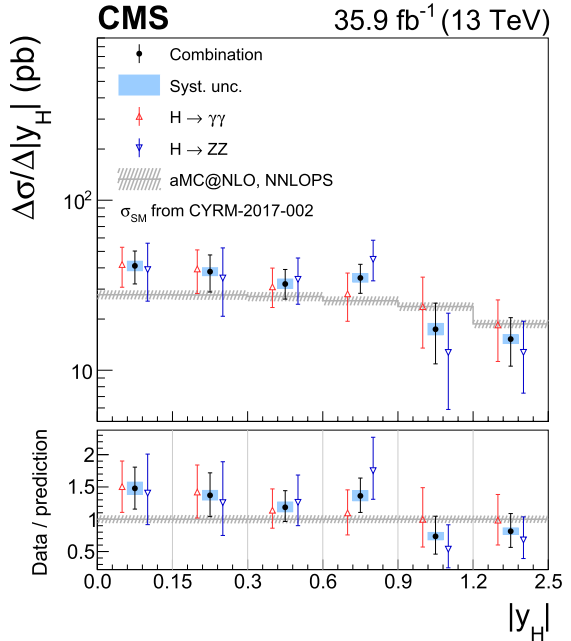 CMS 35.9 fb⁻¹ (13 TeV)
Δσ/Δ|y_H| (pb)
Combination
Syst. unc.
H → γγ
H → ZZ
aMC@NLO, NNLOPS
σ_SM from CYRM-2017-002
10²
10
Data / prediction
2
1.5
1
0.5
0.0 0.15 0.3 0.6 0.9 1.2 2.5
|y_H|